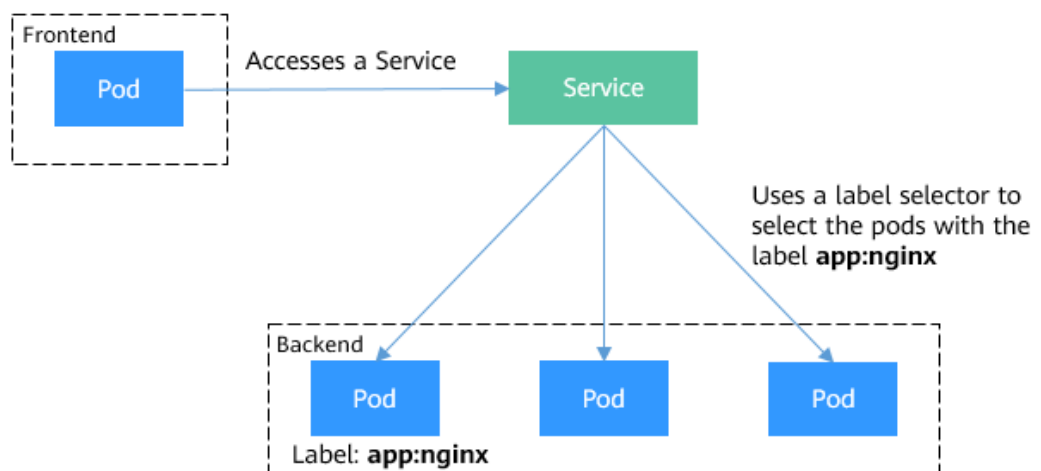 Frontend
Pod
Accesses a Service
Service
Uses a label selector to
select the pods with the
label app:nginx
Backend
Pod
Pod
Pod
Label: app:nginx